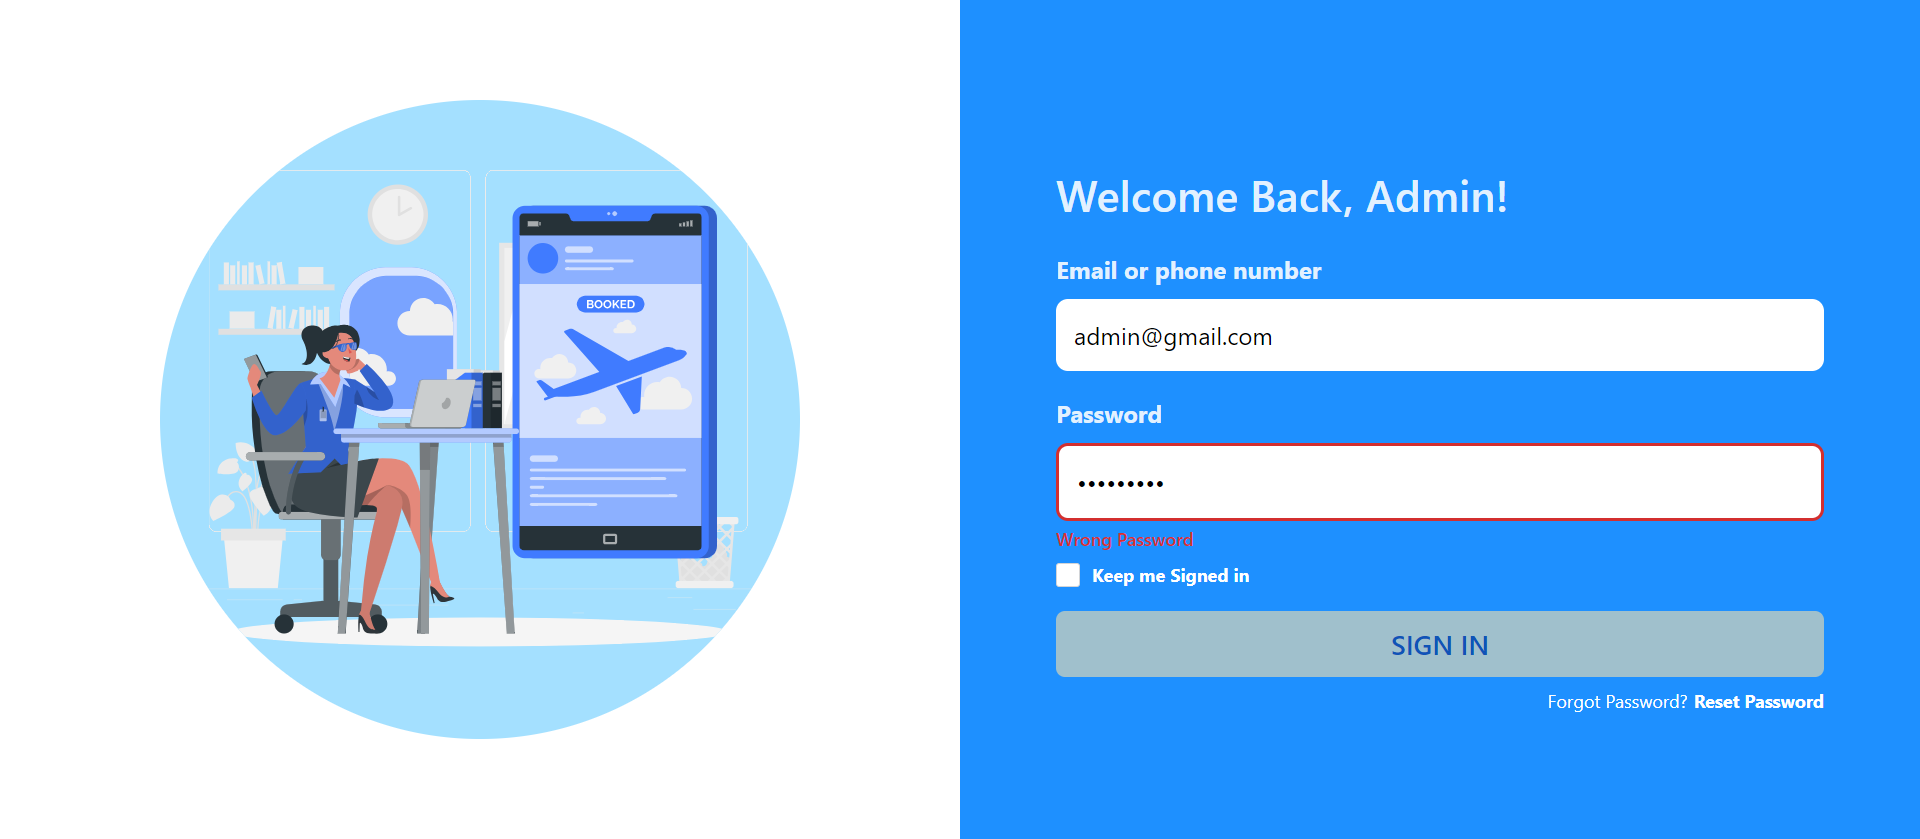 BOOKED
Welcome Back, Admin!
Email or phone number
admin@gmail.com
Password
•••••••••
Wrong Password
Keep me Signed in
SIGN IN
Forgot Password? Reset Password